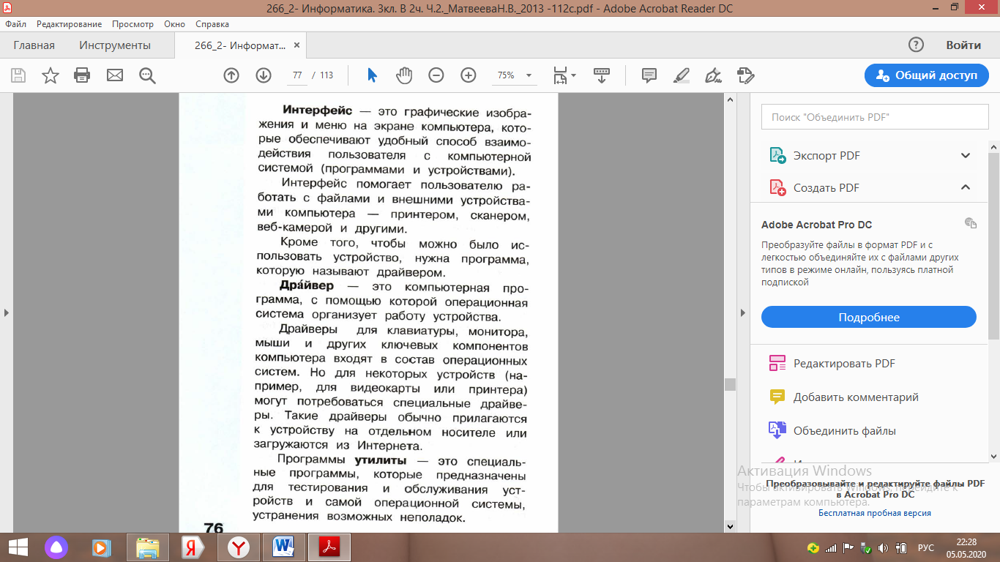 266_2- Информатика. 3кл. В 2ч. Ч.2._МатвееваН.В._2013 -112с.pdf - Adobe Acrobat Reader DC
Файл Редактирование Просмотр Окно Справка
Главная Инструменты 266_2- Информат... × Войти
77 / 113 75% Общий доступ
Интерфейс — это графические изобра-
жения и меню на экране компьютера, кото-
рые обеспечивают удобный способ взаимо-
действия пользователя с компьютерной
системой (программами и устройствами).
Интерфейс помогает пользователю ра-
ботать с файлами и внешними устройства-
ми компьютера — принтером, сканером,
веб-камерой и другими.
Кроме того, чтобы можно было ис-
пользовать устройство, нужна программа,
которую называют драйвером.
Дра́йвер — это компьютерная про-
грамма, с помощью которой операционная
система организует работу устройства.
Драйверы для клавиатуры, монитора,
мыши и других ключевых компонентов
компьютера входят в состав операционных
систем. Но для некоторых устройств (на-
пример, для видеокарты или принтера)
могут потребоваться специальные драйве-
ры. Такие драйверы обычно прилагаются
к устройству на отдельном носителе или
загружаются из Интернета.
Программы утилиты — это специаль-
ные программы, которые предназначены
для тестирования и обслуживания уст-
ройств и самой операционной системы,
устранения возможных неполадок.
76
Поиск "Объединить PDF"
Экспорт PDF
Создать PDF
Adobe Acrobat Pro DC
Преобразуйте файлы в формат PDF и с
легкостью объединяйте их с файлами других
типов в режиме онлайн, пользуясь платной
подпиской
Подробнее
Редактировать PDF
Добавить комментарий
Объединить файлы
Активация Windows
Чтобы активировать Windows, перейдите к
параметрам компьютера.
Преобразовывайте и редактируйте файлы PDF
в Acrobat Pro DC
Бесплатная пробная версия
РУС 22:28
05.05.2020